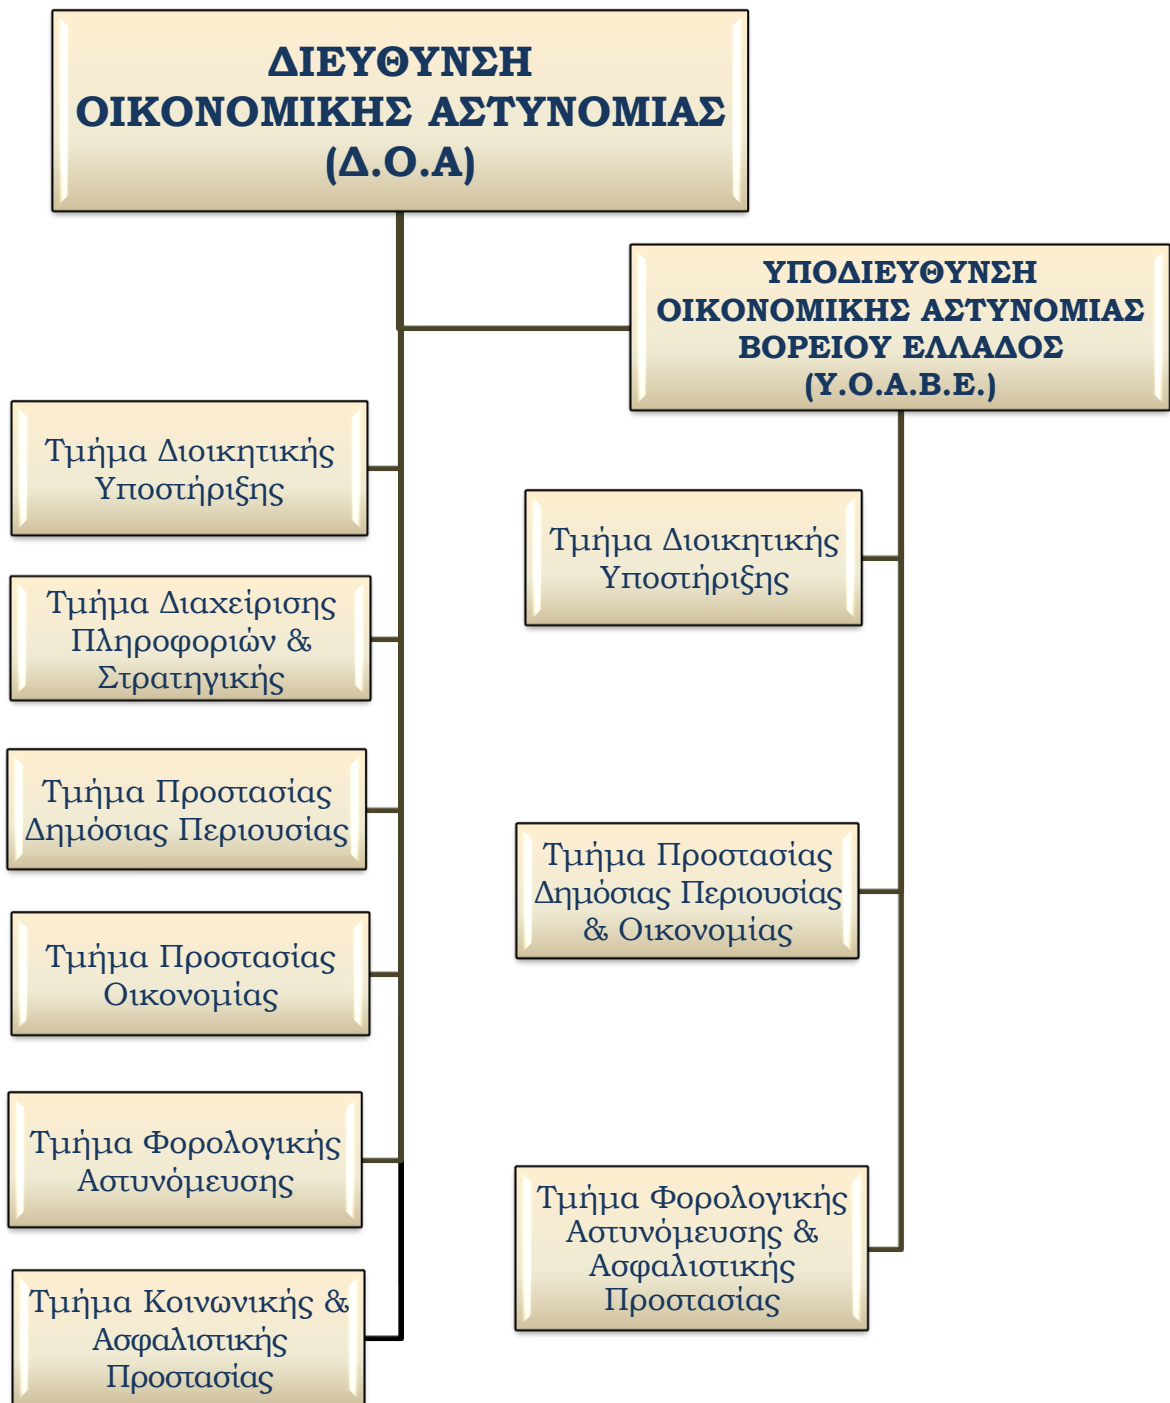 ΔΙΕΥΘΥΝΣΗ
ΟΙΚΟΝΟΜΙΚΗΣ ΑΣΤΥΝΟΜΙΑΣ
(Δ.Ο.Α)
ΥΠΟΔΙΕΥΘΥΝΣΗ
ΟΙΚΟΝΟΜΙΚΗΣ ΑΣΤΥΝΟΜΙΑΣ
ΒΟΡΕΙΟΥ ΕΛΛΑΔΟΣ
(Υ.Ο.Α.Β.Ε.)
Τμήμα Διοικητικής
Υποστήριξης
Τμήμα Διαχείρισης
Πληροφοριών &
Στρατηγικής
Τμήμα Προστασίας
Δημόσιας Περιουσίας
Τμήμα Προστασίας
Οικονομίας
Τμήμα Φορολογικής
Αστυνόμευσης
Τμήμα Κοινωνικής &
Ασφαλιστικής
Προστασίας
Τμήμα Διοικητικής
Υποστήριξης
Τμήμα Προστασίας
Δημόσιας Περιουσίας
& Οικονομίας
Τμήμα Φορολογικής
Αστυνόμευσης &
Ασφαλιστικής
Προστασίας